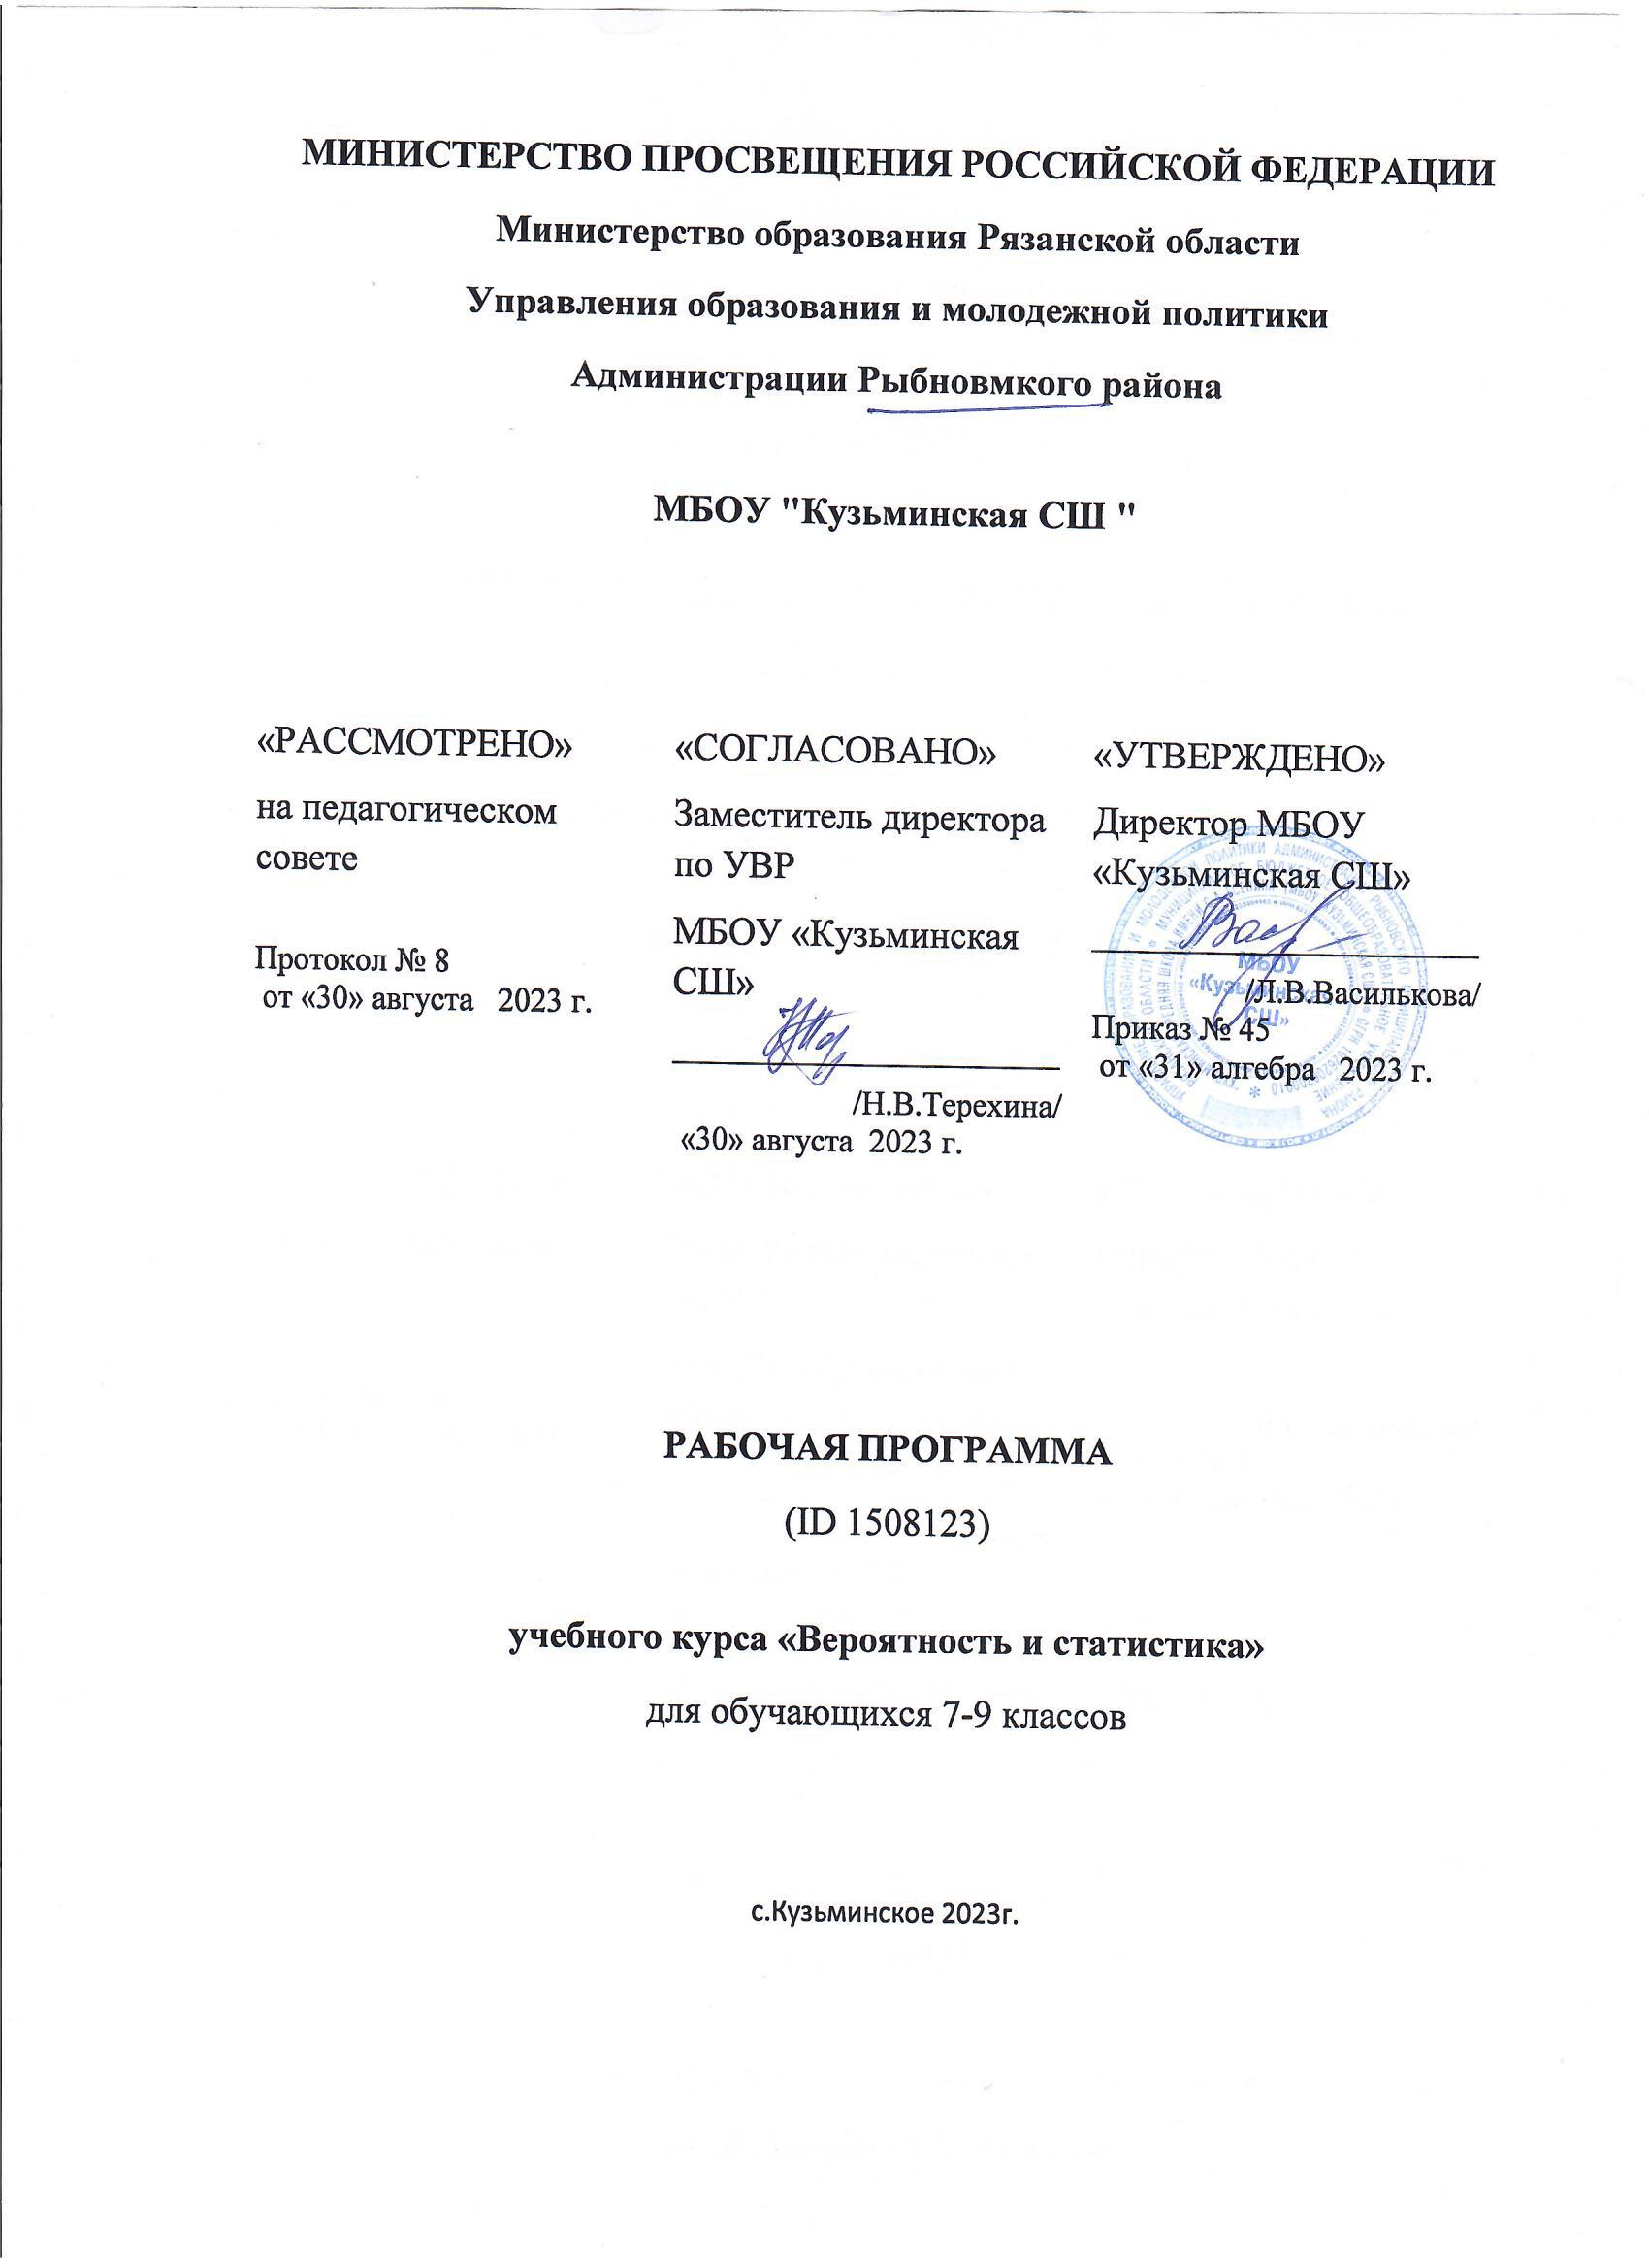 МИНИСТЕРСТВО ПРОСВЕЩЕНИЯ РОССИЙСКОЙ ФЕДЕРАЦИИ
Министерство образования Рязанской области
Управления образования и молодежной политики
Администрации Рыбновмкого района
МБОУ "Кузьминская СШ "
«РАССМОТРЕНО»
на педагогическом
совете
Протокол № 8
от «30» августа 2023 г.
«СОГЛАСОВАНО»
Заместитель директора
по УВР
МБОУ «Кузьминская
СШ»
/Н.В.Терехина/
«30» августа 2023 г.
«УТВЕРЖДЕНО»
Директор МБОУ
«Кузьминская СШ»
/Л.В.Василькова/
Приказ № 45
от «31» алгебра 2023 г.
МБОУ
«Кузьминская
СШ»
РАБОЧАЯ ПРОГРАММА
(ID 1508123)
учебного курса «Вероятность и статистика»
для обучающихся 7-9 классов
с.Кузьминское 2023г.